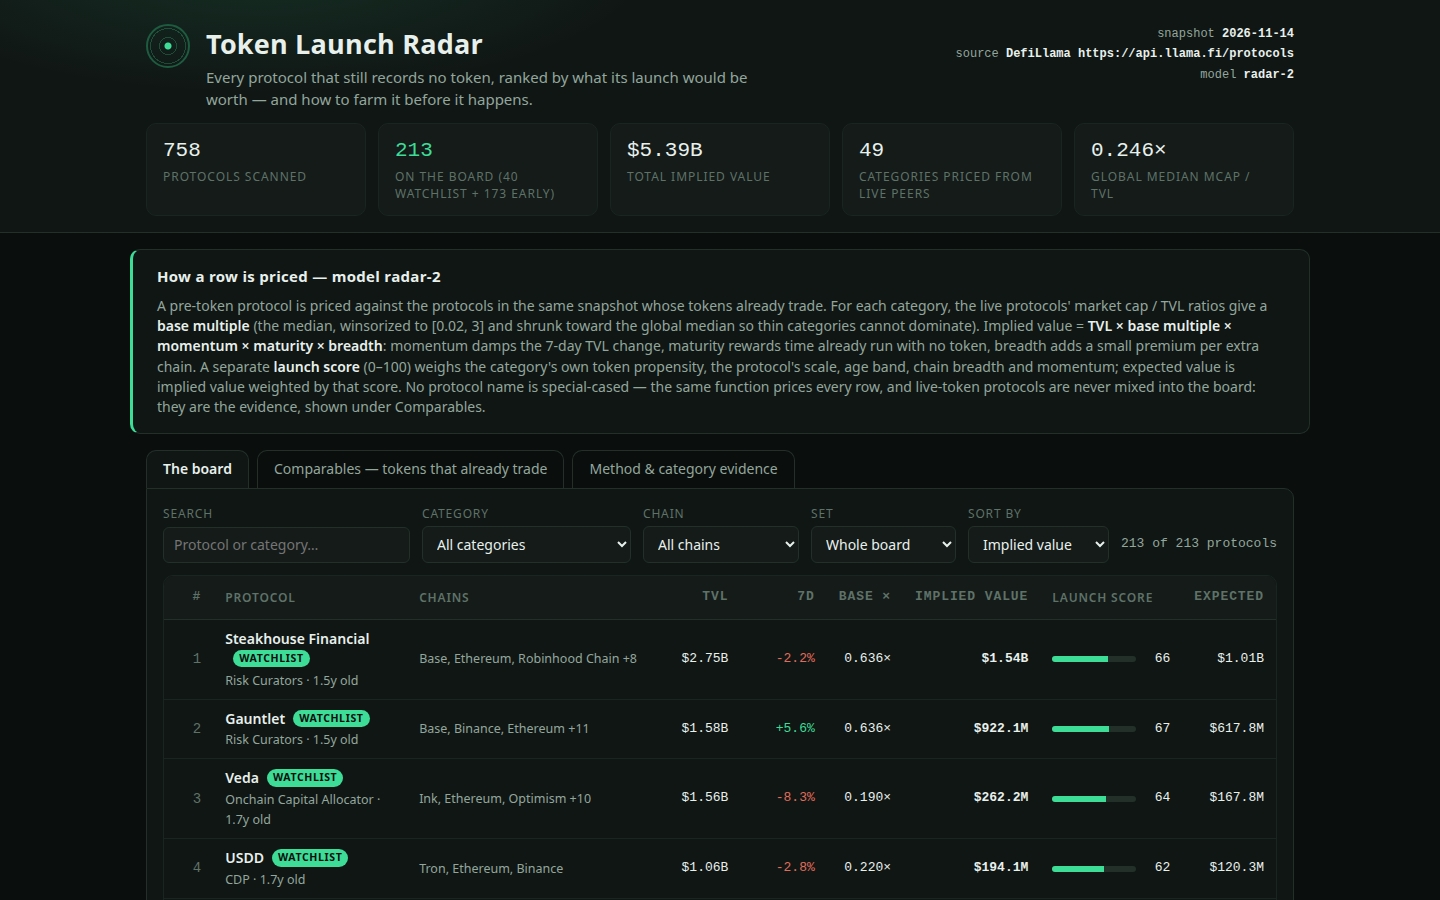 Token Launch Radar
Every protocol that still records no token, ranked by what its launch would be
worth — and how to farm it before it happens.
snapshot 2026-11-14
source DefiLlama https://api.llama.fi/protocols
model radar-2
758
PROTOCOLS SCANNED
213
ON THE BOARD (40
WATCHLIST + 173 EARLY)
$5.39B
TOTAL IMPLIED VALUE
49
CATEGORIES PRICED FROM
LIVE PEERS
0.246×
GLOBAL MEDIAN MCAP /
TVL
How a row is priced — model radar-2
A pre-token protocol is priced against the protocols in the same snapshot whose tokens already trade. For each category, the live protocols' market cap / TVL ratios give a
base multiple (the median, winsorized to [0.02, 3] and shrunk toward the global median so thin categories cannot dominate). Implied value = TVL × base multiple ×
momentum × maturity × breadth: momentum damps the 7-day TVL change, maturity rewards time already run with no token, breadth adds a small premium per extra
chain. A separate launch score (0–100) weighs the category's own token propensity, the protocol's scale, age band, chain breadth and momentum; expected value is
implied value weighted by that score. No protocol name is special-cased — the same function prices every row, and live-token protocols are never mixed into the board:
they are the evidence, shown under Comparables.
The board
Comparables — tokens that already trade
Method & category evidence
SEARCH
CATEGORY
CHAIN
SET
SORT BY
Protocol or category…
All categories
All chains
Whole board
Implied value
213 of 213 protocols
# PROTOCOL CHAINS TVL 7D BASE × IMPLIED VALUE LAUNCH SCORE EXPECTED
Steakhouse Financial
WATCHLIST
Risk Curators · 1.5y old
1 Base, Ethereum, Robinhood Chain +8 $2.75B -2.2% 0.636× $1.54B 66 $1.01B
Gauntlet WATCHLIST
Risk Curators · 1.5y old
2 Base, Binance, Ethereum +11 $1.58B +5.6% 0.636× $922.1M 67 $617.8M
Veda WATCHLIST
Onchain Capital Allocator ·
1.7y old
3 Ink, Ethereum, Optimism +10 $1.56B -8.3% 0.190× $262.2M 64 $167.8M
USDD WATCHLIST
CDP · 1.7y old
4 Tron, Ethereum, Binance $1.06B -2.8% 0.220× $194.1M 62 $120.3M